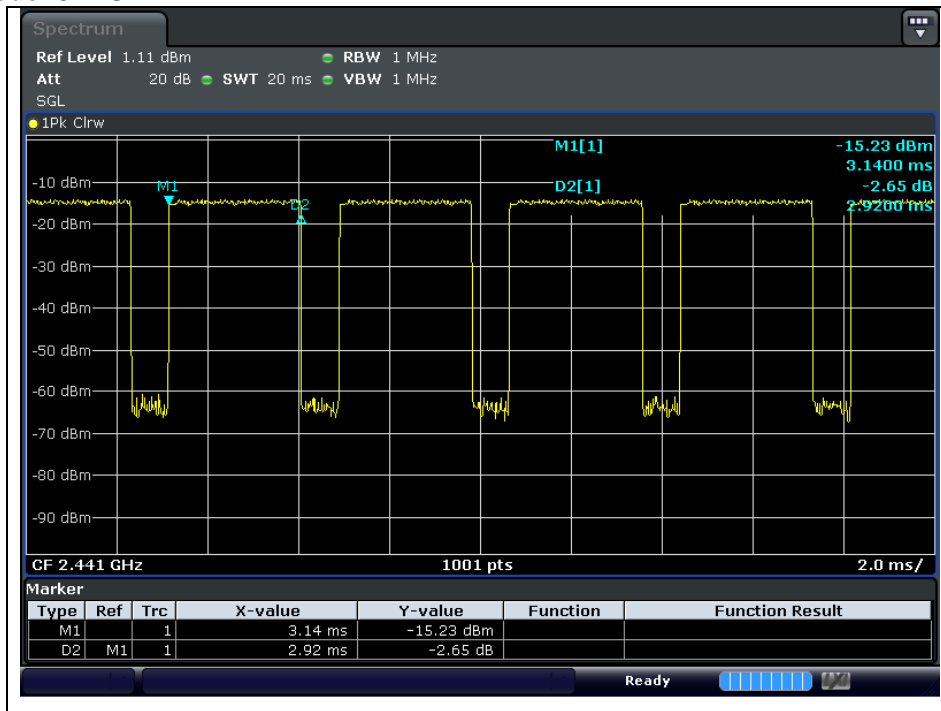 Spectrum
Ref Level 1.11 dBm RBW 1 MHz
Att 20 dB SWT 20 ms VBW 1 MHz
SGL
1Pk Clrw
M1[1] -15.23 dBm
3.1400 ms
D2[1] -2.65 dB
2.9200 ms
-10 dBm
M1
D2
-20 dBm
-30 dBm
-40 dBm
-50 dBm
-60 dBm
-70 dBm
-80 dBm
-90 dBm
CF 2.441 GHz 1001 pts 2.0 ms/
Marker
Type Ref Trc X-value Y-value Function Function Result
M1 1 3.14 ms -15.23 dBm
D2 M1 1 2.92 ms -2.65 dB
Ready